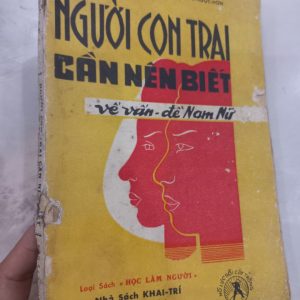 NGƯỜI CON TRAI
CẦN NÊN BIẾT
về vấn-đề Nam Nữ
Loại Sách « HỌC LÀM NGƯỜI »
Nhà Sách KHAI-TRÍ